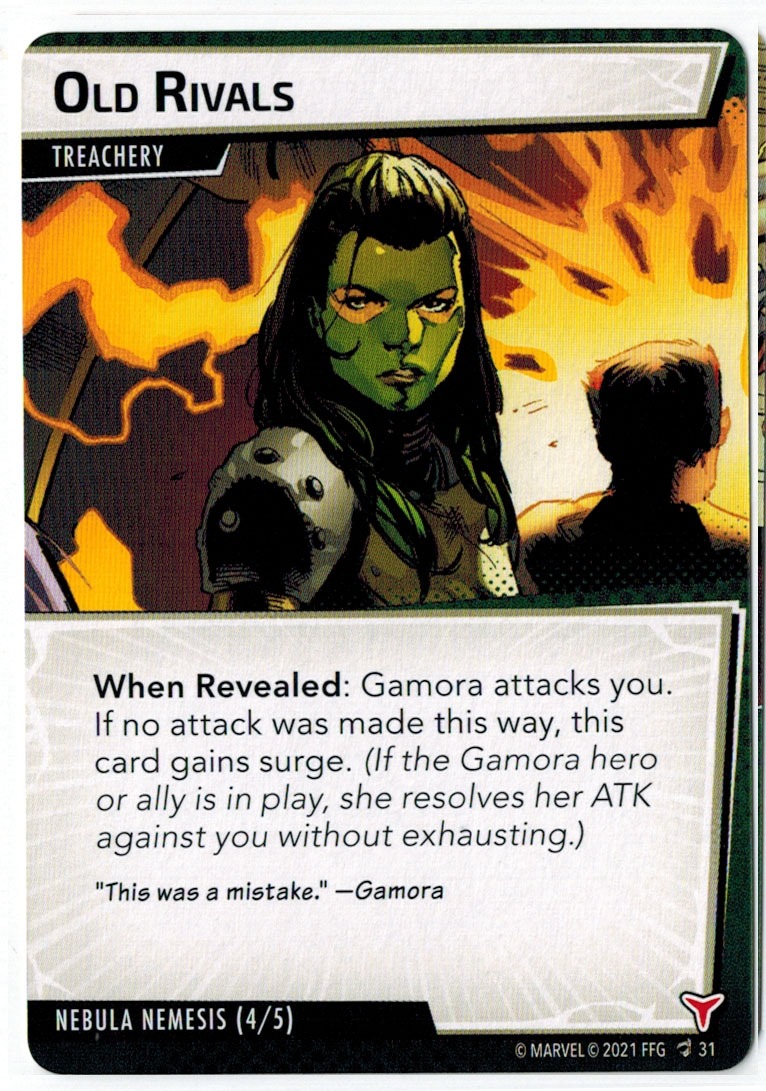 OLD RIVALS
TREACHERY
When Revealed: Gamora attacks you.
If no attack was made this way, this
card gains surge. (If the Gamora hero
or ally is in play, she resolves her ATK
against you without exhausting.)
"This was a mistake." —Gamora
NEBULA NEMESIS (4/5)
© MARVEL © 2021 FFG 31